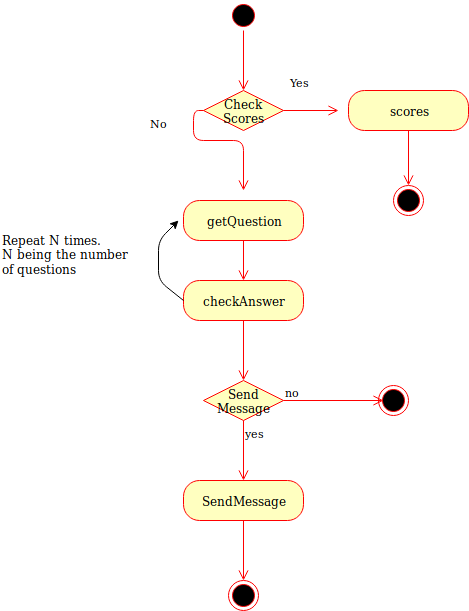 Yes
Check
Scores
scores
No
getQuestion
Repeat N times.
N being the number
of questions
checkAnswer
Send
Message
no
yes
SendMessage